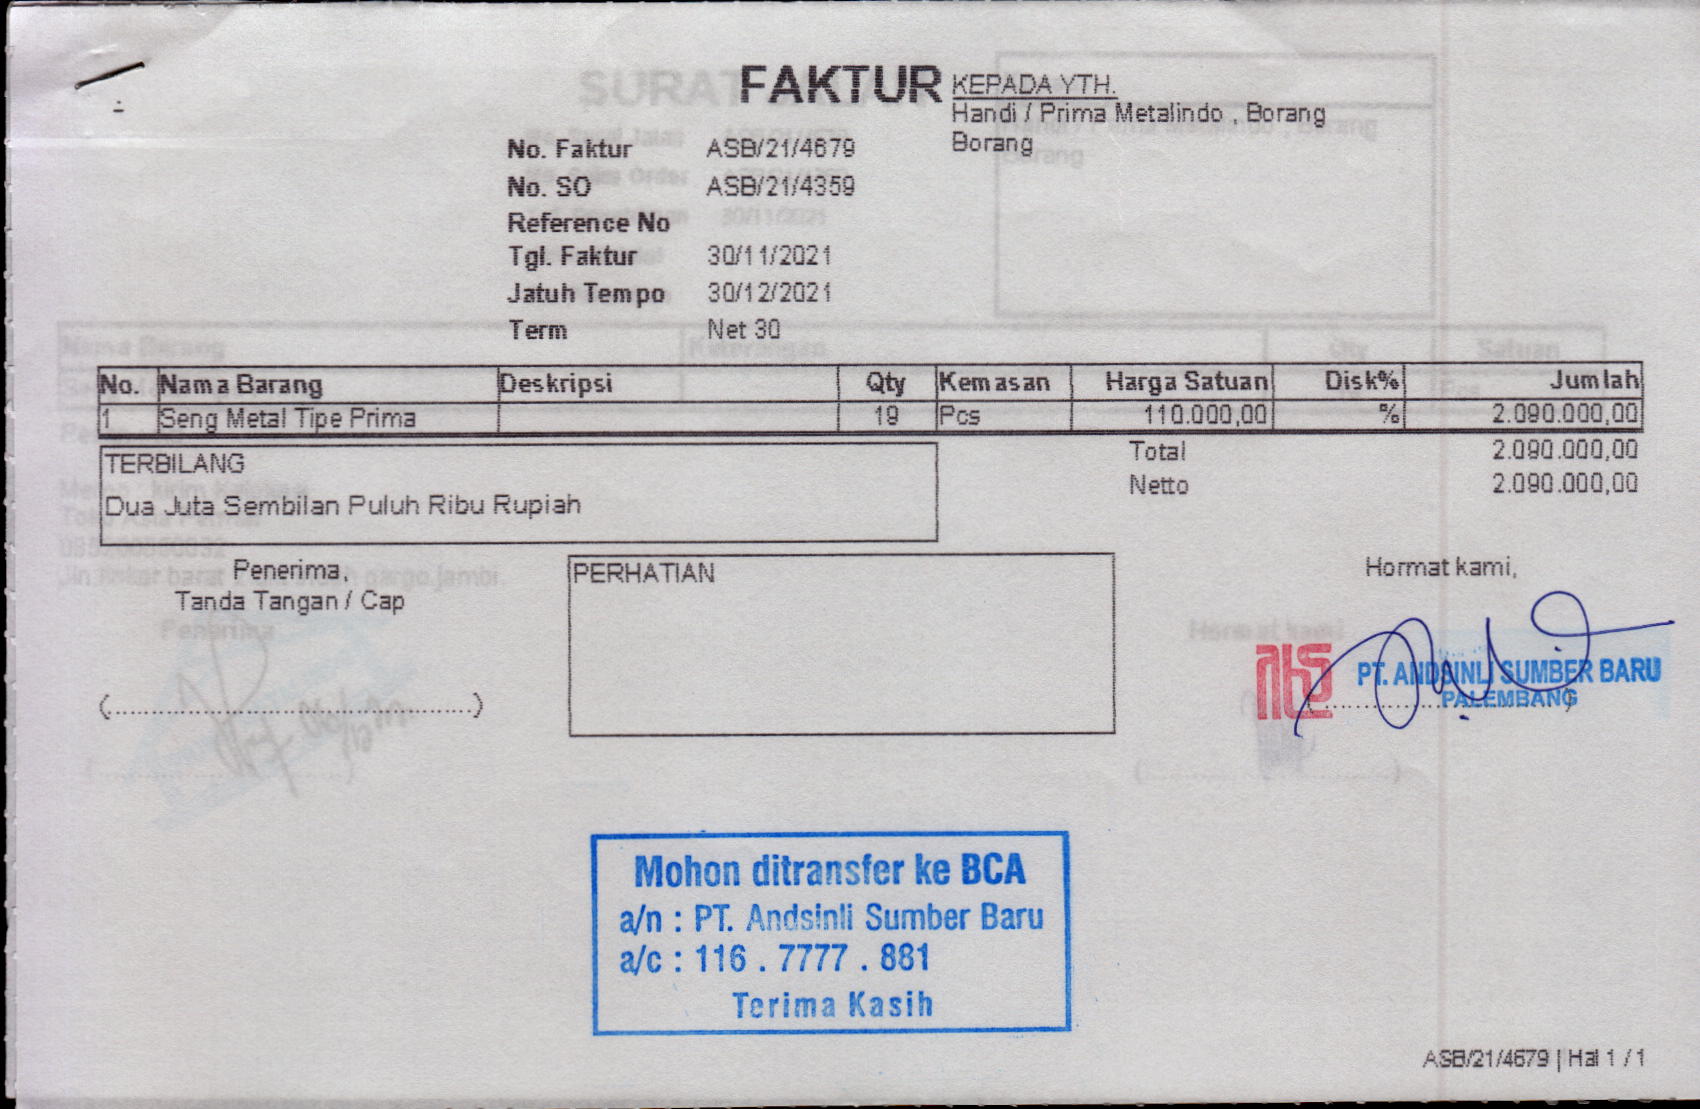 FAKTUR
KEPADA YTH.
Handi / Prima Metalindo , Borang
Borang
No. Faktur ASB/21/4679
No. SO ASB/21/4359
Reference No
Tgl. Faktur 30/11/2021
Jatuh Tempo 30/12/2021
Term Net 30
No. Nama Barang Deskripsi Qty Kemasan Harga Satuan Disk% Jumlah
1 Seng Metal Tipe Prima 19 Pcs 110.000,00 % 2.090.000,00
Total 2.090.000,00
Netto 2.090.000,00
TERBILANG
Dua Juta Sembilan Puluh Ribu Rupiah
Penerima,
Tanda Tangan / Cap
(......................................................)
PERHATIAN
Hormat kami,
PT. ANDSINLI SUMBER BARU
PALEMBANG
Mohon ditransfer ke BCA
a/n : PT. Andsinli Sumber Baru
a/c : 116 . 7777 . 881
Terima Kasih
ASB/21/4679 | Hal 1 / 1